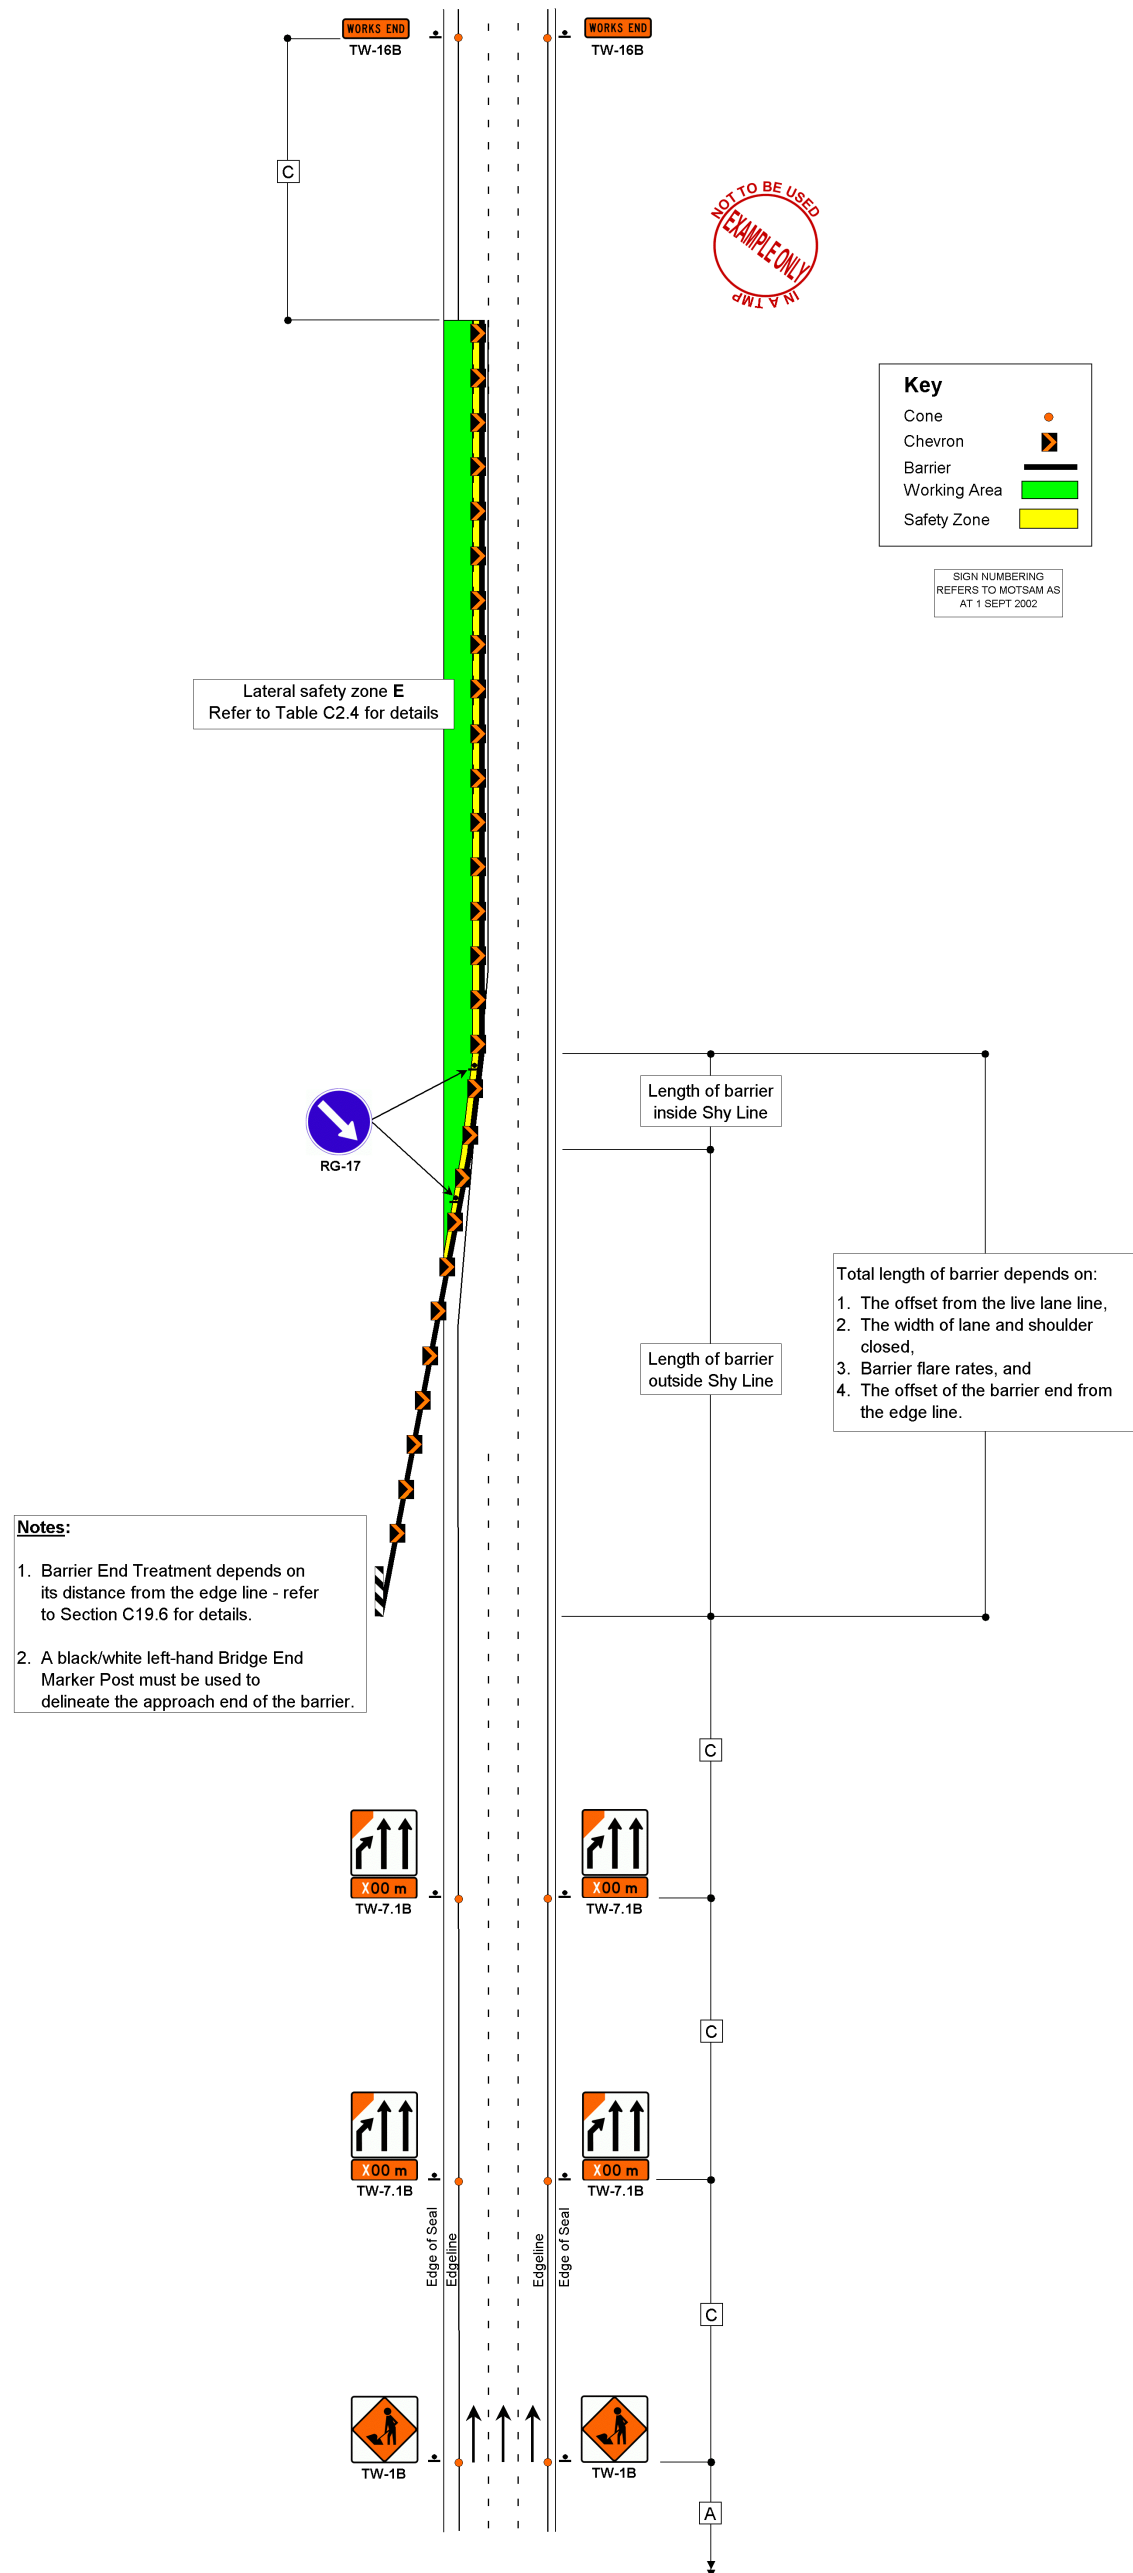 WORKS END
TW-16B
WORKS END
TW-16B
C
NOT TO BE USED
EXAMPLE ONLY
IN A TMP
Key
Cone
Chevron
Barrier
Working Area
Safety Zone
SIGN NUMBERING
REFERS TO MOTSAM AS
AT 1 SEPT 2002
Lateral safety zone E
Refer to Table C2.4 for details
Length of barrier
inside Shy Line
RG-17
Total length of barrier depends on:
1. The offset from the live lane line,
2. The width of lane and shoulder
closed,
3. Barrier flare rates, and
4. The offset of the barrier end from
the edge line.
Length of barrier
outside Shy Line
Notes:
1. Barrier End Treatment depends on
its distance from the edge line - refer
to Section C19.6 for details.
2. A black/white left-hand Bridge End
Marker Post must be used to
delineate the approach end of the barrier.
C
X00 m
TW-7.1B
X00 m
TW-7.1B
C
X00 m
TW-7.1B
X00 m
TW-7.1B
Edge of Seal
Edgeline
Edgeline
Edge of Seal
C
TW-1B
TW-1B
A